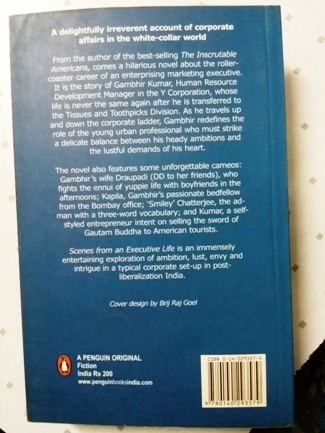 A delightfully irreverent account of corporate
affairs in the white-collar world
From the author of the best-selling The Inscrutable
Americans, comes a hilarious novel about the roller-
coaster career of an enterprising marketing executive.
It is the story of Gambhir Kumar, Human Resource
Development Manager in the Y Corporation, whose
life is never the same again after he is transferred to
the Tissues and Toothpicks Division. As he travels up
and down the corporate ladder, Gambhir redefines the
role of the young urban professional who must strike
a delicate balance between his heady ambitions and
the lustful demands of his heart.
The novel also features some unforgettable cameos:
Gambhir's wife Draupadi (DD to her friends), who
fights the ennui of yuppie life with boyfriends in the
afternoons; Kapila, Gambhir's passionate bedfellow
from the Bombay office; 'Smiley' Chatterjee, the ad-
man with a three-word vocabulary; and Kumar, a self-
styled entrepreneur intent on selling the sword of
Gautam Buddha to American tourists.
Scenes from an Executive Life is an immensely
entertaining exploration of ambition, lust, envy and
intrigue in a typical corporate set-up in post-
liberalization India.
Cover design by Brij Raj Goel
A PENGUIN ORIGINAL
Fiction
India Rs 200
www.penguinbooksindia.com
ISBN 0-14-029357-4
9 780140 293579